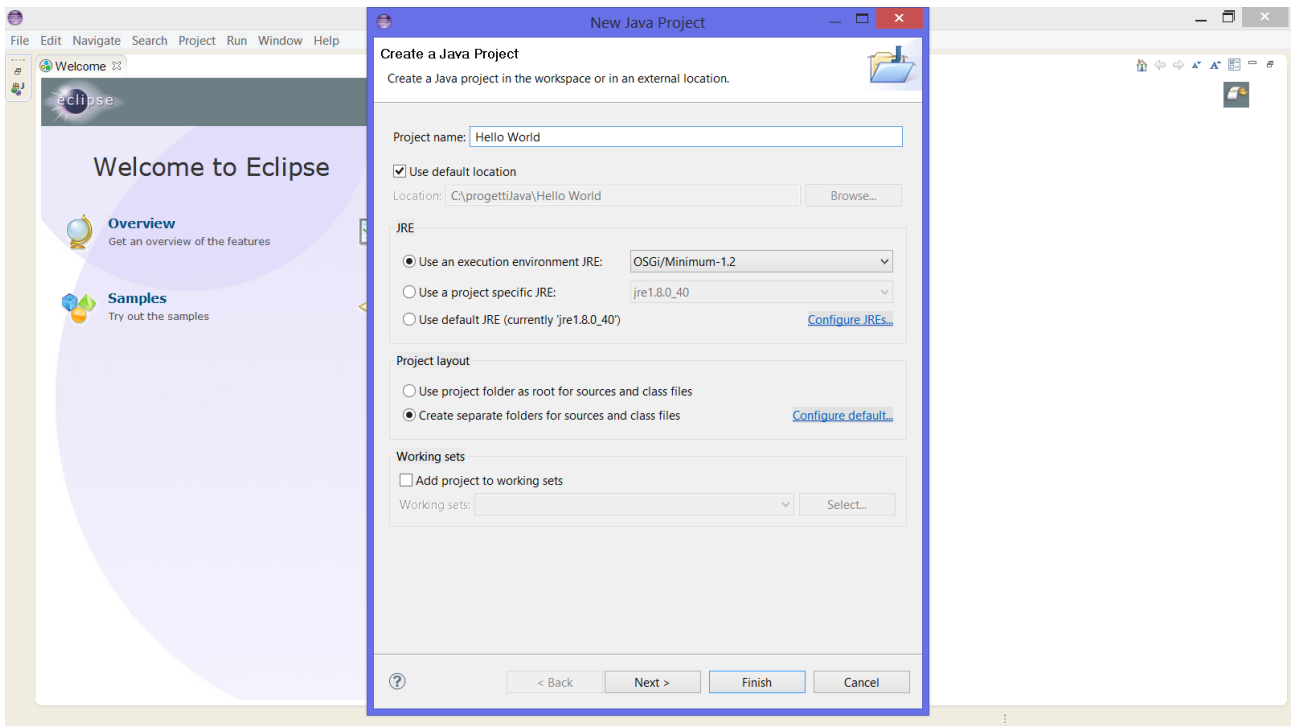 New Java Project
File Edit Navigate Search Project Run Window Help
Welcome
eclipse
Welcome to Eclipse
Overview
Get an overview of the features
Samples
Try out the samples
Create a Java Project
Create a Java project in the workspace or in an external location.
Project name: Hello World
Use default location
Location: C:\progettiJava\Hello World Browse...
JRE
Use an execution environment JRE: OSGi/Minimum-1.2
Use a project specific JRE: jre1.8.0_40
Use default JRE (currently 'jre1.8.0_40') Configure JREs...
Project layout
Use project folder as root for sources and class files
Create separate folders for sources and class files Configure default...
Working sets
Add project to working sets
Working sets: Select...
< Back Next > Finish Cancel